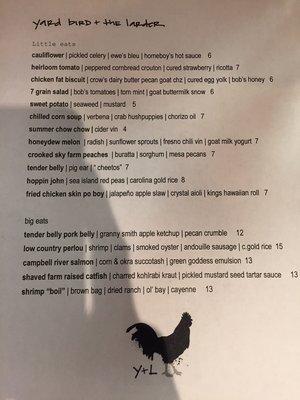 yard bird + the larder
Little eats
cauliflower | pickled celery | ewe's bleu | homeboy's hot sauce 6
heirloom tomato | peppered cornbread crouton | cured strawberry | ricotta 7
chicken fat biscuit | crow's dairy butter pecan goat chz | cured egg yolk | bob's honey 6
7 grain salad | bob's tomatoes | torn mint | goat buttermilk snow 6
sweet potato | seaweed | mustard 5
chilled corn soup | verbena | crab hushpuppies | chorizo oil 7
summer chow chow | cider vin 4
honeydew melon | radish | sunflower sprouts | fresno chili vin | goat milk yogurt 7
crooked sky farm peaches | buratta | sorghum | mesa pecans 7
tender belly | pig ear | " cheetos" 7
hoppin john | sea island red peas | carolina gold rice 8
fried chicken skin po boy | jalapeño apple slaw | crystal aioli | kings hawaiian roll 7
big eats
tender belly pork belly | granny smith apple ketchup | pecan crumble 12
low country perlou | shrimp | clams | smoked oyster | andouille sausage | c.gold rice 15
campbell river salmon | corn & okra succotash | green goddess emulsion 13
shaved farm raised catfish | charred kohlrabi kraut | pickled mustard seed tartar sauce 13
shrimp "boil" | brown bag | dried ranch | ol' bay | cayenne 13
y+L